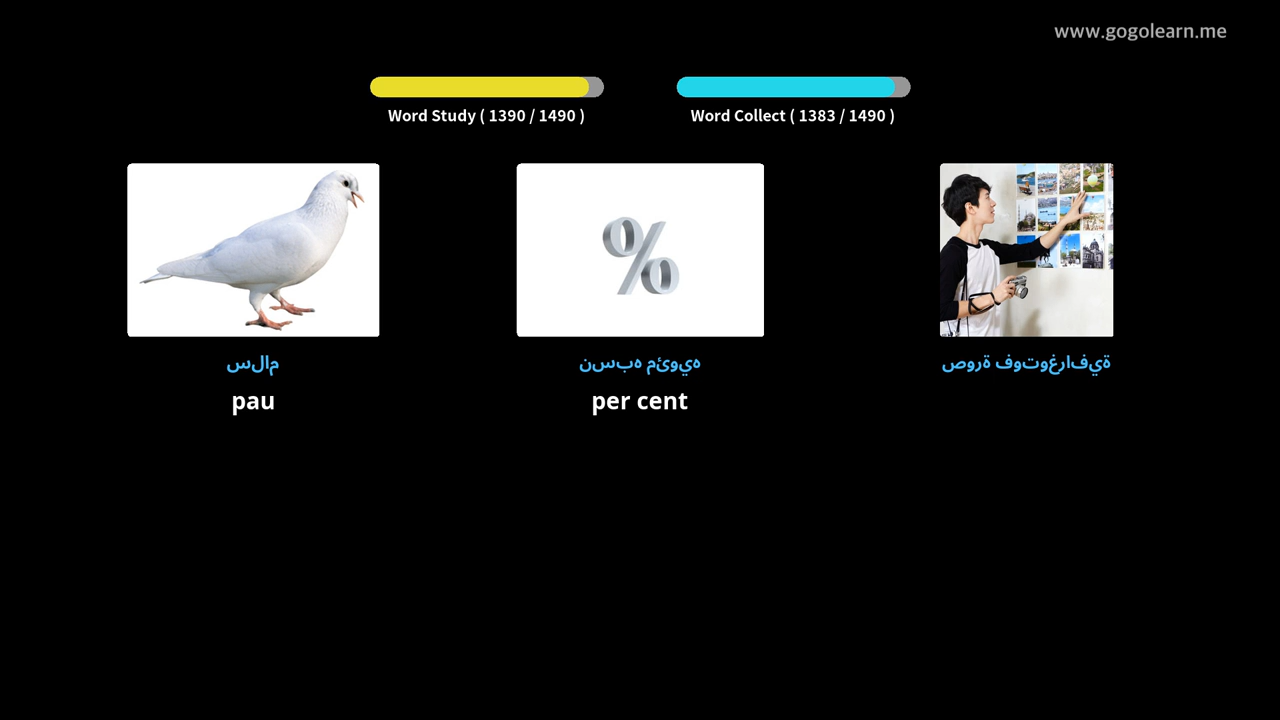 www.gogolearn.me
Word Study ( 1390 / 1490 )
Word Collect ( 1383 / 1490 )
سلام
pau
نسبه مئويه
per cent
صورة فوتوغرافية